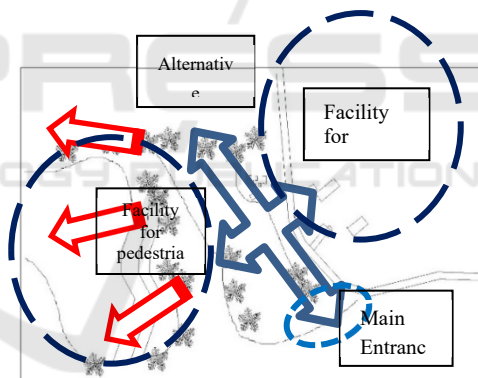 Alternativ
e
Facility
for
Facility
for
pedestria
Main
Entranc